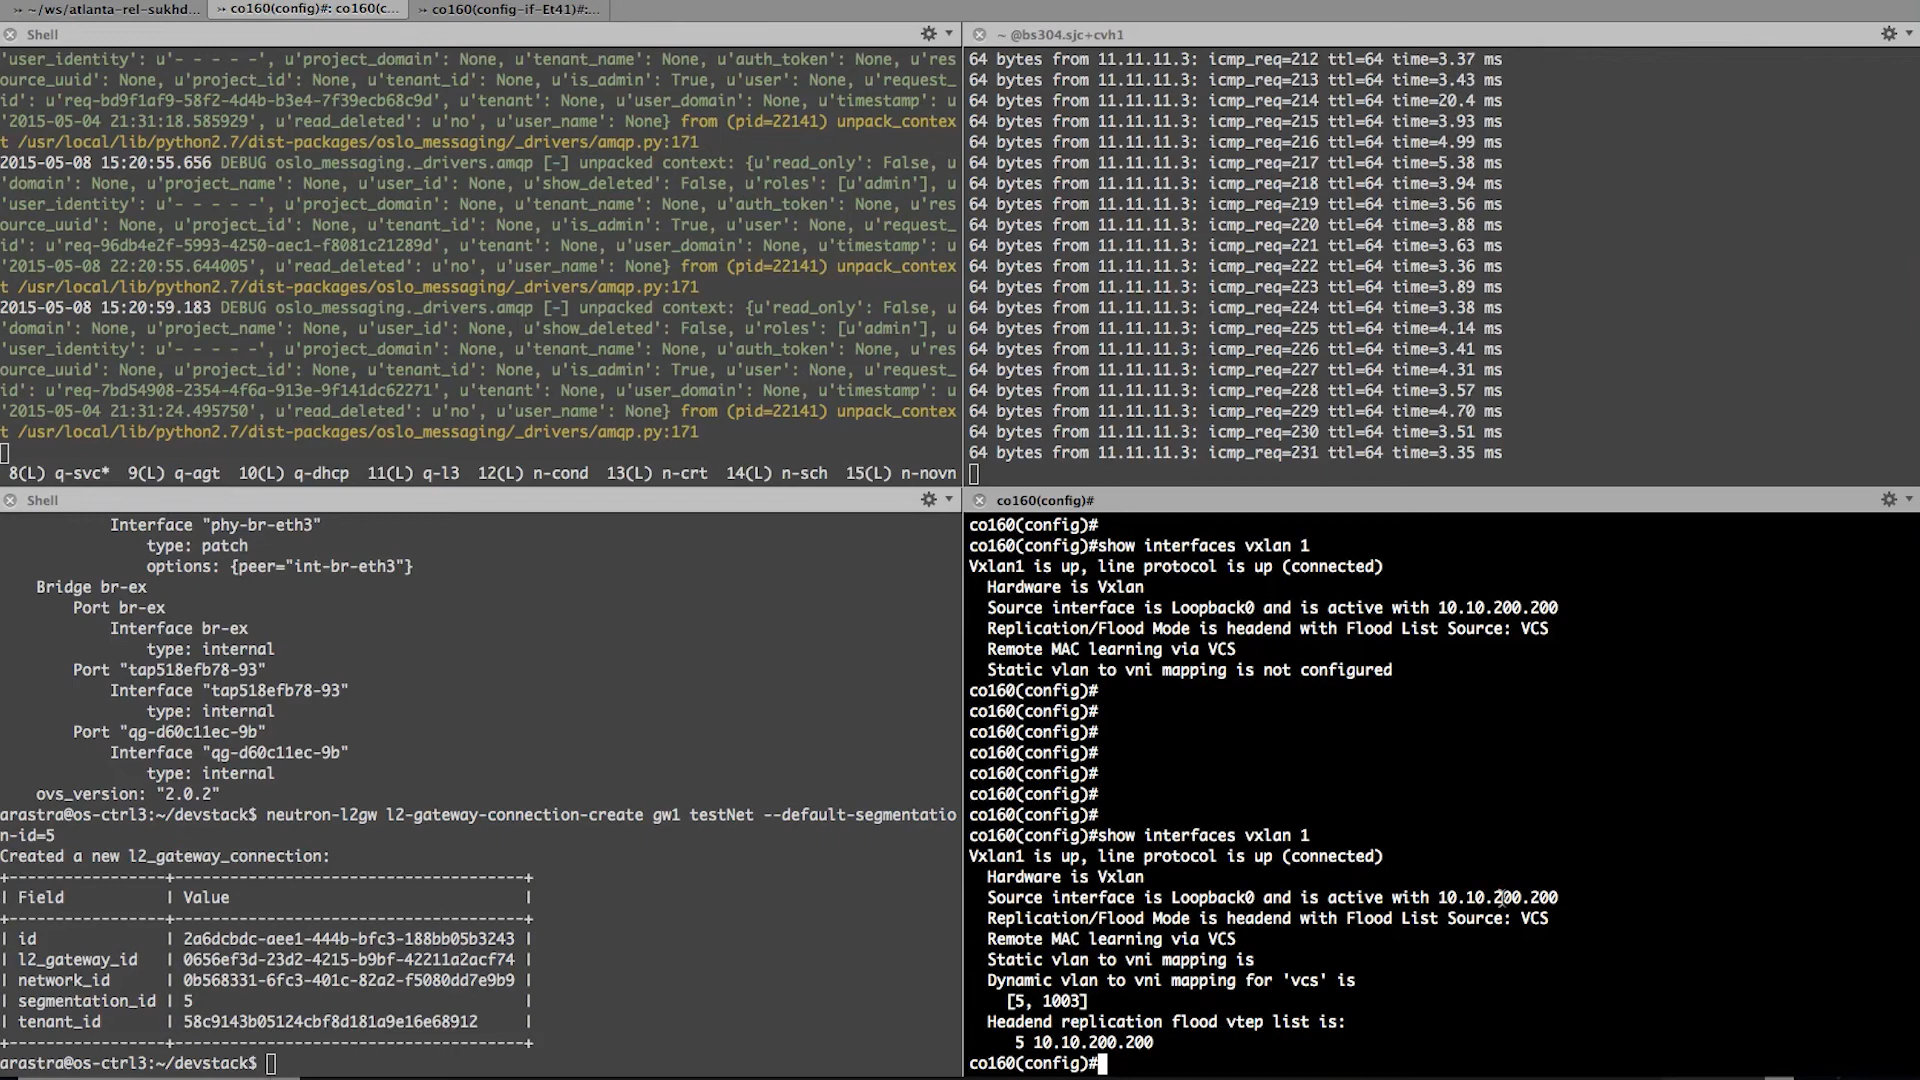 ~/ws/atlanta-rel-sukhd...
co160(config)#: co160(c...
co160(config-if-Et41)#:...
Shell
'user_identity': u'- - - - -', u'project_domain': None, u'tenant_name': None, u'auth_token': None, u'res
ource_uuid': None, u'project_id': None, u'tenant_id': None, u'is_admin': True, u'user': None, u'request_
id': u'req-bd9f1af9-58f2-4d4b-b3e4-7f39ecb68c9d', u'tenant': None, u'user_domain': None, u'timestamp': u
'2015-05-04 21:31:18.585929', u'read_deleted': u'no', u'user_name': None} from (pid=22141) unpack_contex
t /usr/local/lib/python2.7/dist-packages/oslo_messaging/_drivers/amqp.py:171
2015-05-08 15:20:55.656 DEBUG oslo_messaging._drivers.amqp [-] unpacked context: {u'read_only': False, u
'domain': None, u'project_name': None, u'user_id': None, u'show_deleted': False, u'roles': [u'admin'], u
'user_identity': u'- - - - -', u'project_domain': None, u'tenant_name': None, u'auth_token': None, u'res
ource_uuid': None, u'project_id': None, u'tenant_id': None, u'is_admin': True, u'user': None, u'request_
id': u'req-96db4e2f-5993-4250-aec1-f8081c21289d', u'tenant': None, u'user_domain': None, u'timestamp': u
'2015-05-08 22:20:55.644005', u'read_deleted': u'no', u'user_name': None} from (pid=22141) unpack_contex
t /usr/local/lib/python2.7/dist-packages/oslo_messaging/_drivers/amqp.py:171
2015-05-08 15:20:59.183 DEBUG oslo_messaging._drivers.amqp [-] unpacked context: {u'read_only': False, u
'domain': None, u'project_name': None, u'user_id': None, u'show_deleted': False, u'roles': [u'admin'], u
'user_identity': u'- - - - -', u'project_domain': None, u'tenant_name': None, u'auth_token': None, u'res
ource_uuid': None, u'project_id': None, u'tenant_id': None, u'is_admin': True, u'user': None, u'request_
id': u'req-7bd54908-2354-4f6a-913e-9f141dc62271', u'tenant': None, u'user_domain': None, u'timestamp': u
'2015-05-04 21:31:24.495750', u'read_deleted': u'no', u'user_name': None} from (pid=22141) unpack_contex
t /usr/local/lib/python2.7/dist-packages/oslo_messaging/_drivers/amqp.py:171
8(L) q-svc* 9(L) q-agt 10(L) q-dhcp 11(L) q-l3 12(L) n-cond 13(L) n-crt 14(L) n-sch 15(L) n-novn
~ @bs304.sjc+cvh1
64 bytes from 11.11.11.3: icmp_req=212 ttl=64 time=3.37 ms
64 bytes from 11.11.11.3: icmp_req=213 ttl=64 time=3.43 ms
64 bytes from 11.11.11.3: icmp_req=214 ttl=64 time=20.4 ms
64 bytes from 11.11.11.3: icmp_req=215 ttl=64 time=3.93 ms
64 bytes from 11.11.11.3: icmp_req=216 ttl=64 time=4.99 ms
64 bytes from 11.11.11.3: icmp_req=217 ttl=64 time=5.38 ms
64 bytes from 11.11.11.3: icmp_req=218 ttl=64 time=3.94 ms
64 bytes from 11.11.11.3: icmp_req=219 ttl=64 time=3.56 ms
64 bytes from 11.11.11.3: icmp_req=220 ttl=64 time=3.88 ms
64 bytes from 11.11.11.3: icmp_req=221 ttl=64 time=3.63 ms
64 bytes from 11.11.11.3: icmp_req=222 ttl=64 time=3.36 ms
64 bytes from 11.11.11.3: icmp_req=223 ttl=64 time=3.89 ms
64 bytes from 11.11.11.3: icmp_req=224 ttl=64 time=3.38 ms
64 bytes from 11.11.11.3: icmp_req=225 ttl=64 time=4.14 ms
64 bytes from 11.11.11.3: icmp_req=226 ttl=64 time=3.41 ms
64 bytes from 11.11.11.3: icmp_req=227 ttl=64 time=4.31 ms
64 bytes from 11.11.11.3: icmp_req=228 ttl=64 time=3.57 ms
64 bytes from 11.11.11.3: icmp_req=229 ttl=64 time=4.70 ms
64 bytes from 11.11.11.3: icmp_req=230 ttl=64 time=3.51 ms
64 bytes from 11.11.11.3: icmp_req=231 ttl=64 time=3.35 ms
Shell
Interface "phy-br-eth3"
type: patch
options: {peer="int-br-eth3"}
Bridge br-ex
Port br-ex
Interface br-ex
type: internal
Port "tap518efb78-93"
Interface "tap518efb78-93"
type: internal
Port "qg-d60c11ec-9b"
Interface "qg-d60c11ec-9b"
type: internal
ovs_version: "2.0.2"
arastra@os-ctrl3:~/devstack$ neutron-l2gw l2-gateway-connection-create gw1 testNet --default-segmentatio
n-id=5
Created a new l2_gateway_connection:
+----------------+--------------------------------------+
| Field | Value |
+----------------+--------------------------------------+
| id | 2a6dcbdc-aee1-444b-bfc3-188bb05b3243 |
| l2_gateway_id | 0656ef3d-23d2-4215-b9bf-42211a2acf74 |
| network_id | 0b568331-6fc3-401c-82a2-f5080dd7e9b9 |
| segmentation_id | 5 |
| tenant_id | 58c9143b05124cbf8d181a9e16e68912 |
+----------------+--------------------------------------+
arastra@os-ctrl3:~/devstack$
co160(config)#
co160(config)#
co160(config)#show interfaces vxlan 1
Vxlan1 is up, line protocol is up (connected)
Hardware is Vxlan
Source interface is Loopback0 and is active with 10.10.200.200
Replication/Flood Mode is headend with Flood List Source: VCS
Remote MAC learning via VCS
Static vlan to vni mapping is not configured
co160(config)#
co160(config)#
co160(config)#
co160(config)#
co160(config)#
co160(config)#
co160(config)#
co160(config)#show interfaces vxlan 1
Vxlan1 is up, line protocol is up (connected)
Hardware is Vxlan
Source interface is Loopback0 and is active with 10.10.200.200
Replication/Flood Mode is headend with Flood List Source: VCS
Remote MAC learning via VCS
Static vlan to vni mapping is
Dynamic vlan to vni mapping for 'vcs' is
[5, 1003]
Headend replication flood vtep list is:
5 10.10.200.200
co160(config)#